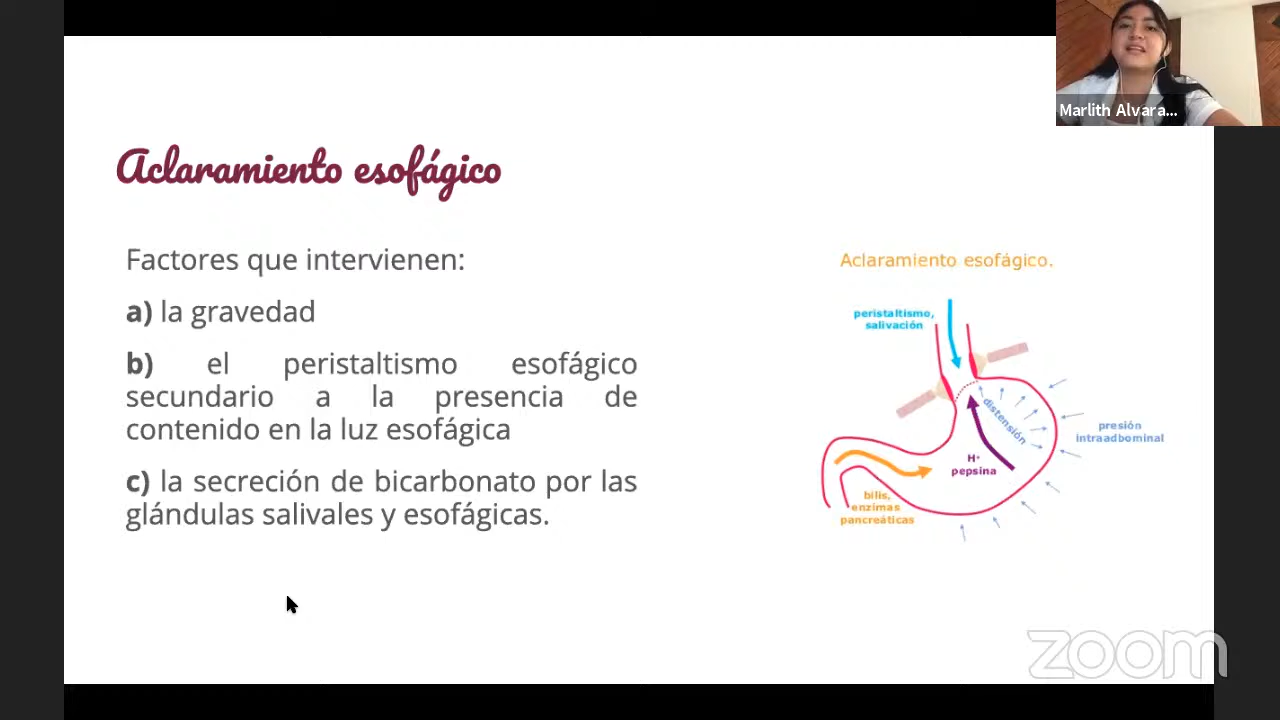 Marlith Alvara...
Aclaramiento esofágico
Factores que intervienen:
a) la gravedad
b) el peristaltismo esofágico
secundario a la presencia de
contenido en la luz esofágica
c) la secreción de bicarbonato por las
glándulas salivales y esofágicas.
Aclaramiento esofágico.
peristaltismo,
salivación
distensión
presión
intraadbominal
H+
pepsina
bilis,
enzimas
pancreáticas
zoom